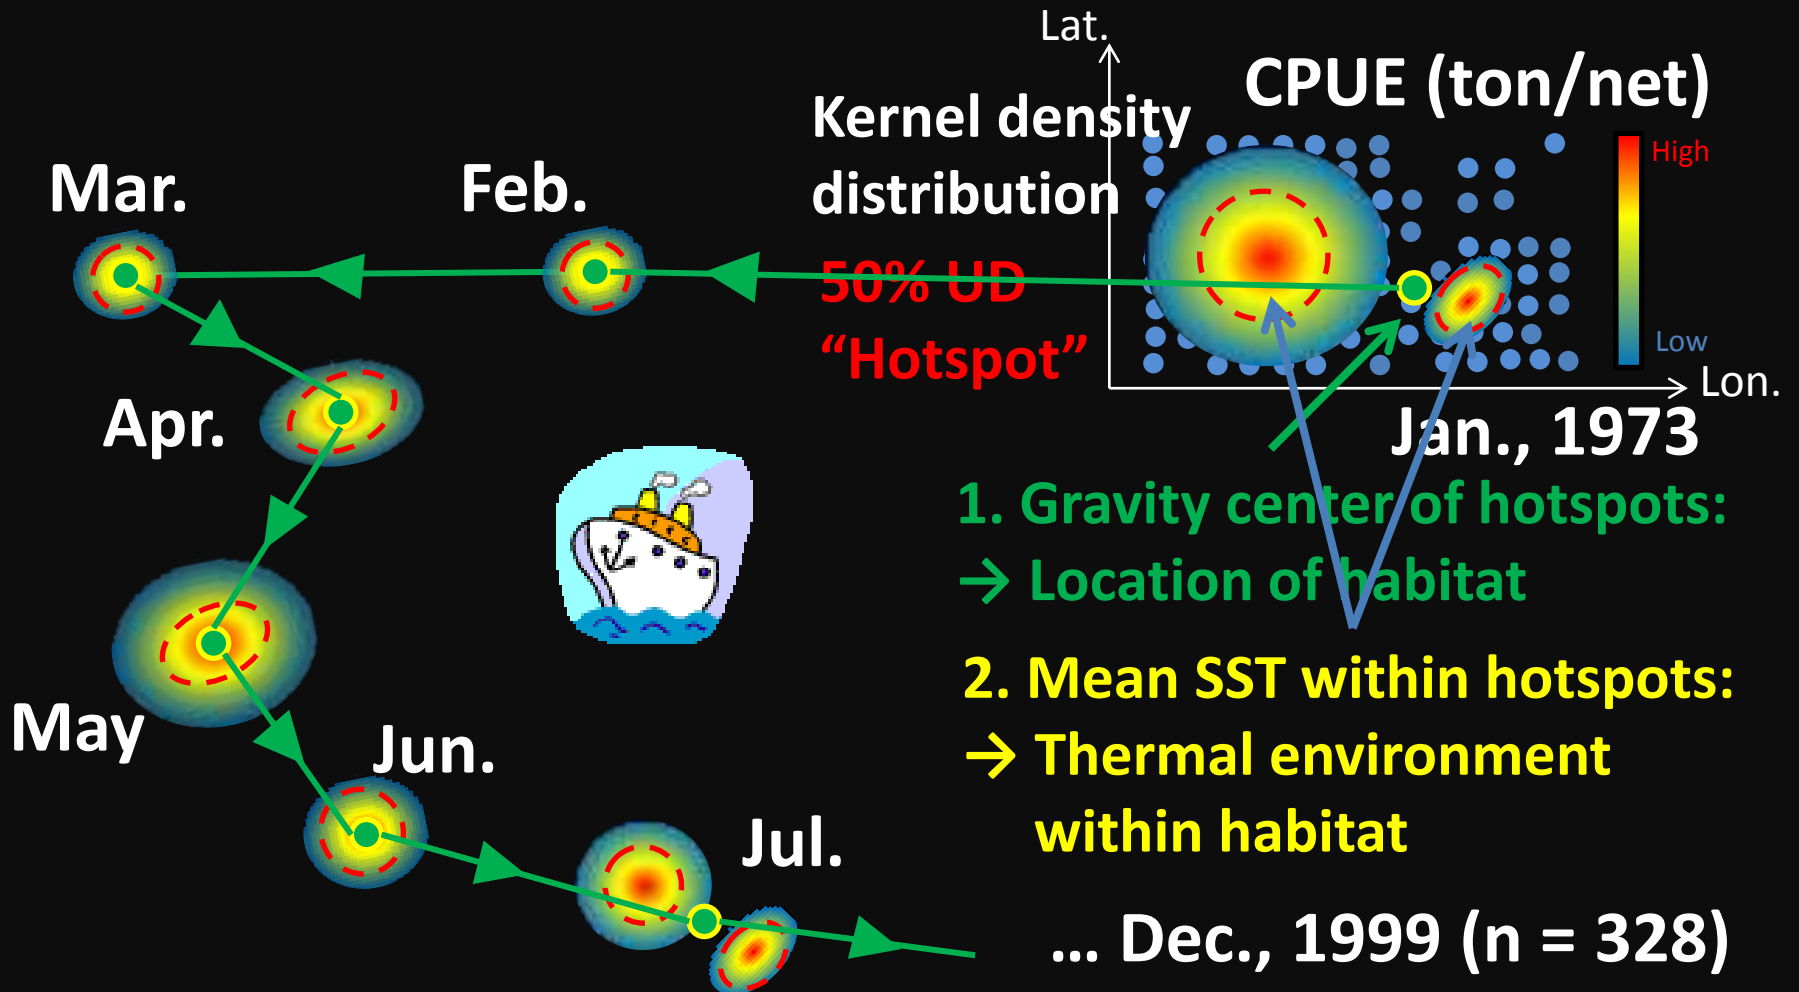 Lat.
CPUE (ton/net)
Kernel density
distribution
High
Low
50% UD
“Hotspot”
Lon.
Jan., 1973
Mar.
Feb.
Apr.
May
Jun.
Jul.
1. Gravity center of hotspots:
→ Location of habitat
2. Mean SST within hotspots:
→ Thermal environment
within habitat
... Dec., 1999 (n = 328)